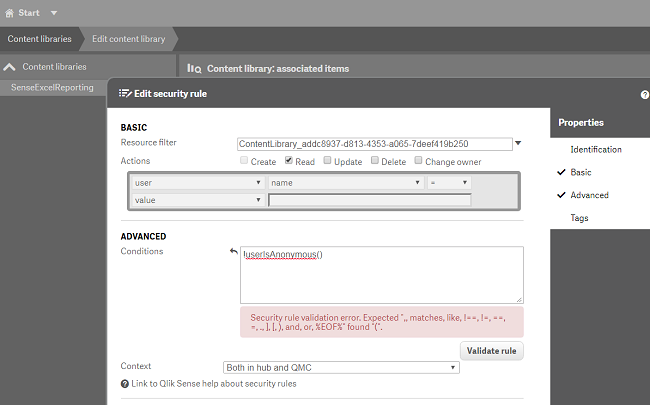 Start
Content libraries
Edit content library
Content libraries
Content library: associated items
SenseExcelReporting
Edit security rule
BASIC
Resource filter
ContentLibrary_addc8937-d813-4353-a065-7deef419b250
Actions
Create Read Update Delete Change owner
user name =
value
ADVANCED
Conditions
!userIsAnonymous()
Security rule validation error. Expected ",, matches, like, !==, !=, ==,
=, ., ], [, ), and, or, %EOF%" found "(".
Validate rule
Context
Both in hub and QMC
Link to Qlik Sense help about security rules
Properties
Identification
Basic
Advanced
Tags